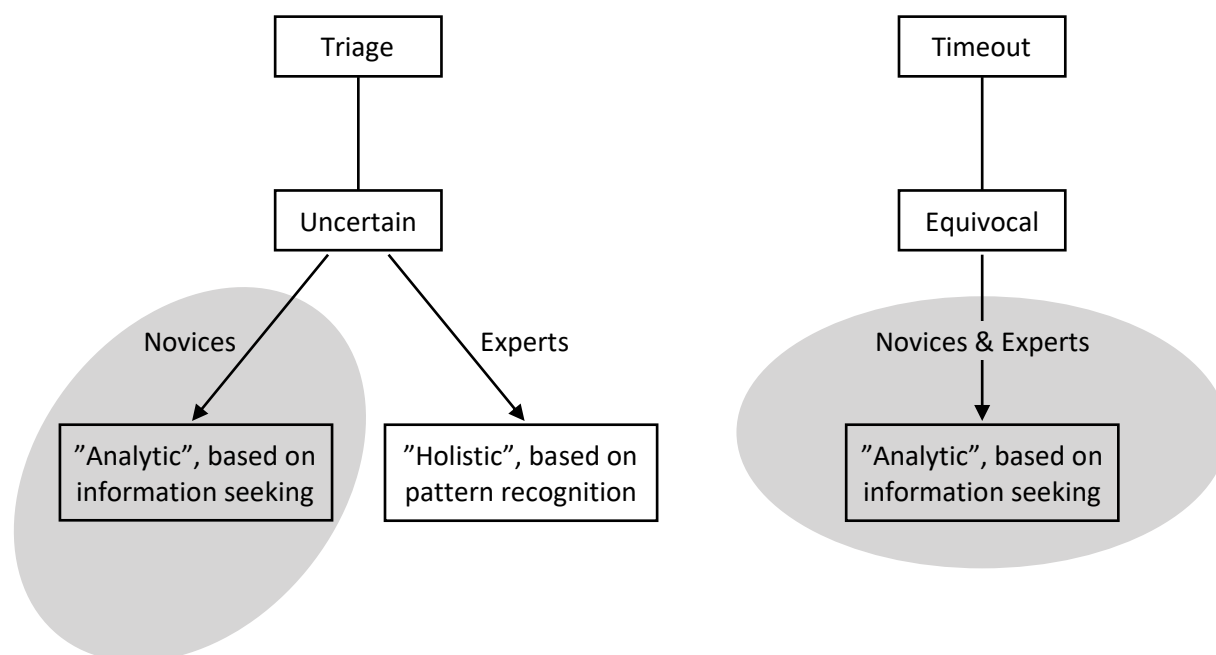 Triage
Timeout
Uncertain
Equivocal
Novices
Experts
Novices & Experts
”Analytic”, based on
information seeking
”Holistic”, based on
pattern recognition
”Analytic”, based on
information seeking